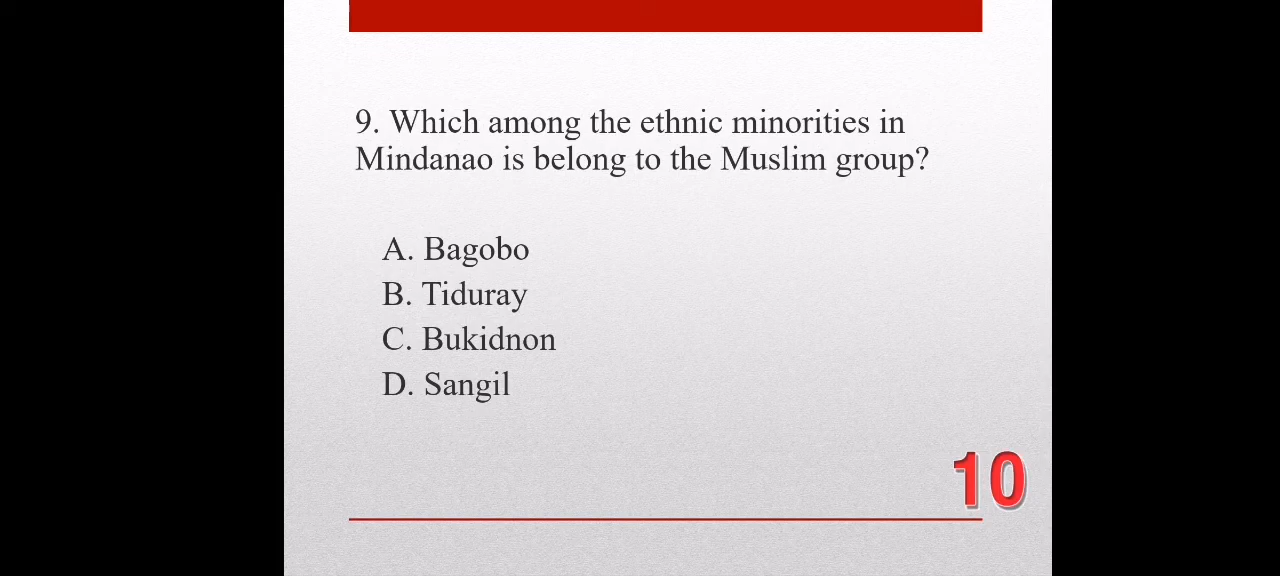 9. Which among the ethnic minorities in
Mindanao is belong to the Muslim group?
A. Bagobo
B. Tiduray
C. Bukidnon
D. Sangil
10